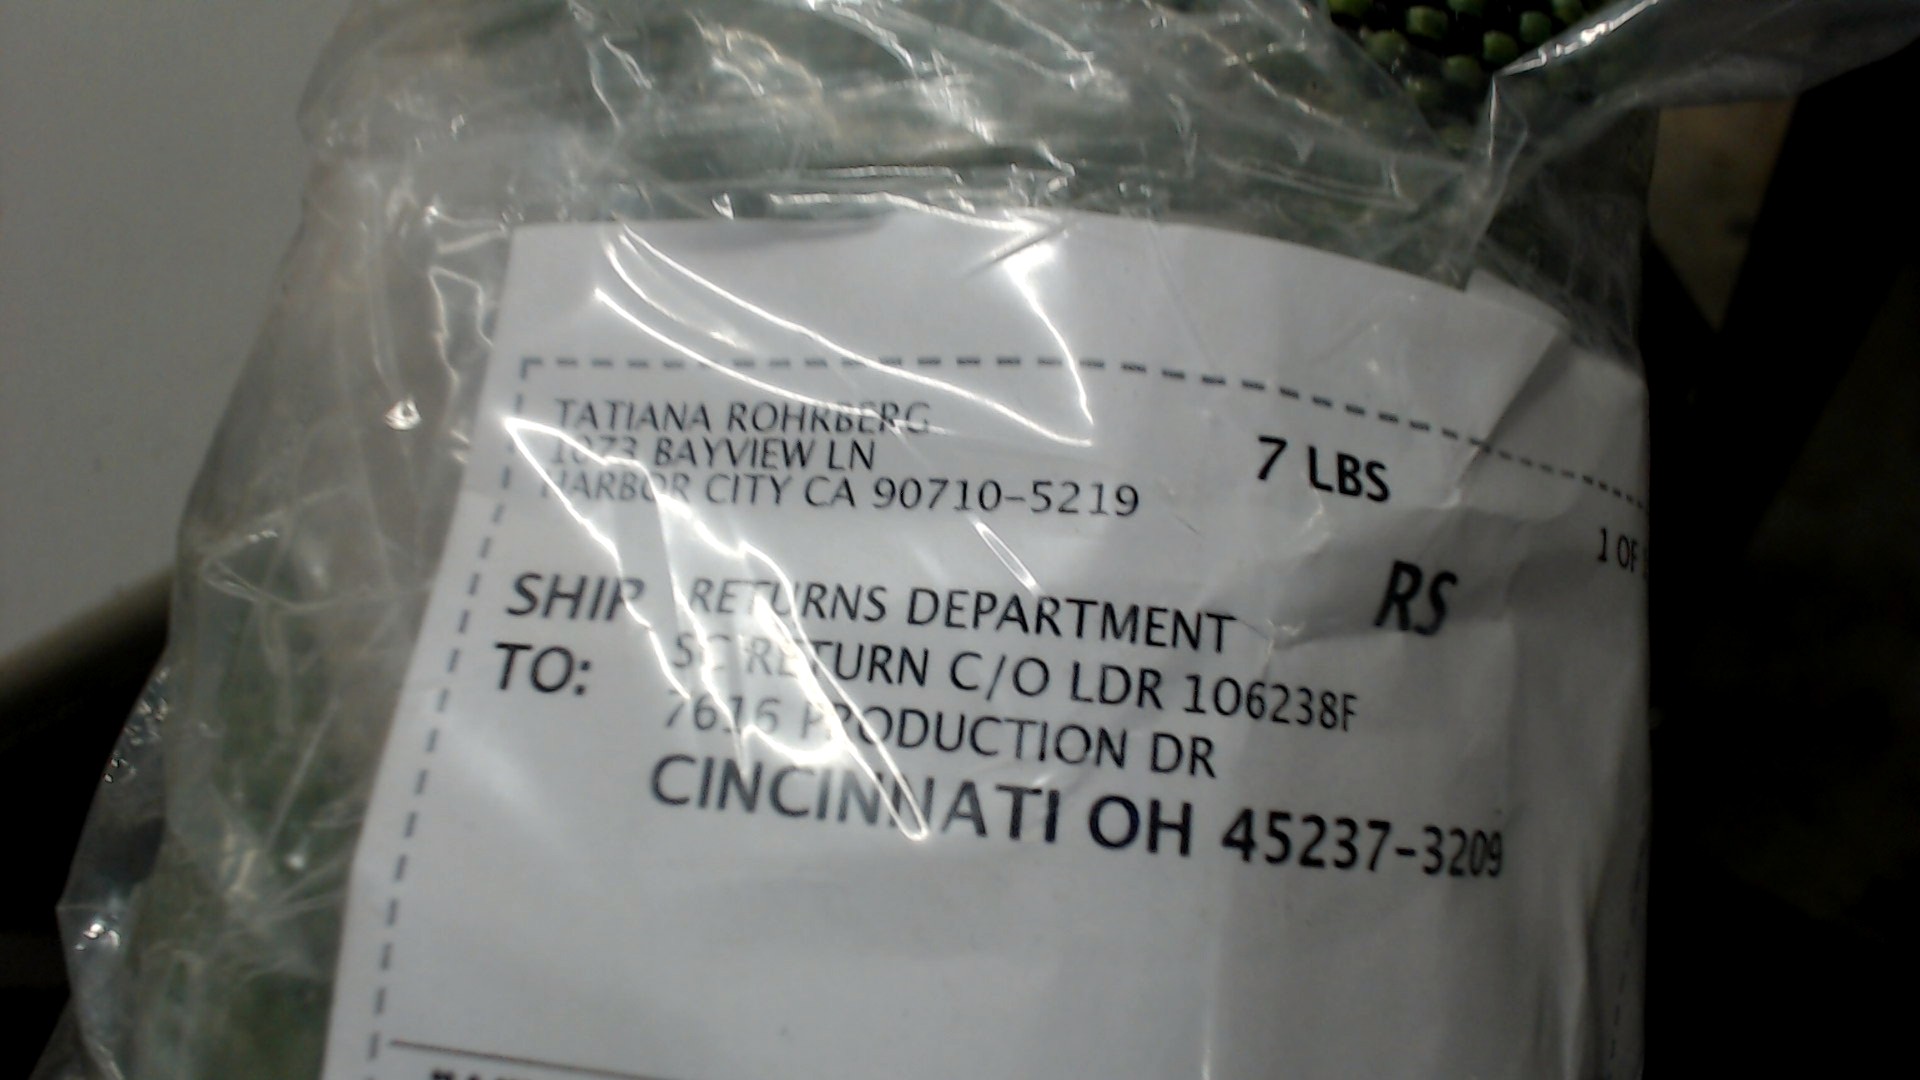 TATIANA ROHRBERG
1073 BAYVIEW LN
HARBOR CITY CA 90710-5219
7 LBS
1 OF
RS
SHIP TO:
RETURNS DEPARTMENT
SC RETURN C/O LDR 106238F
7616 PRODUCTION DR
CINCINNATI OH 45237-3209